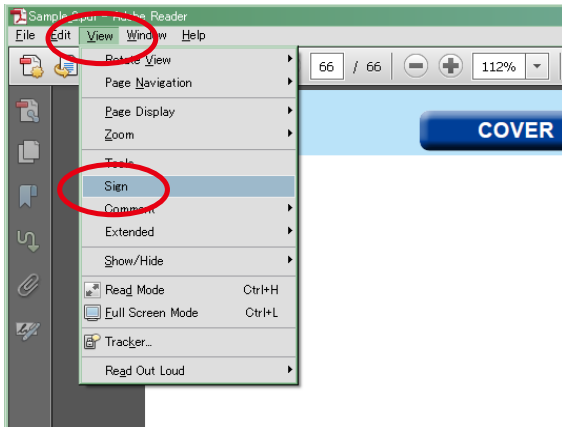 Sample_C.pdf - Adobe Reader
File Edit View Window Help
66 / 66 112%
COVER
Rotate View
Page Navigation
Page Display
Zoom
Tools
Sign
Comment
Extended
Show/Hide
Read Mode Ctrl+H
Full Screen Mode Ctrl+L
Tracker...
Read Out Loud